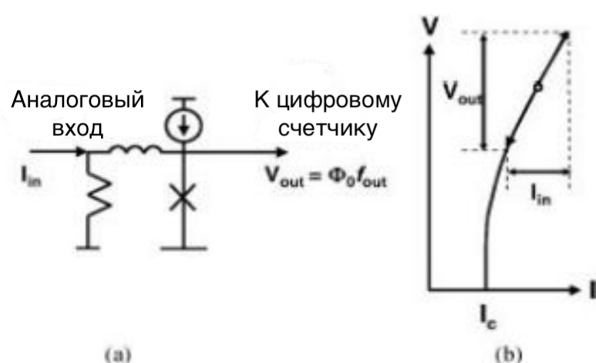 Аналоговый
вход
К цифровому
счетчику
I_in
V_out = Φ_0 f_out
(a)
V
V_out
I_in
I
I_c
(b)